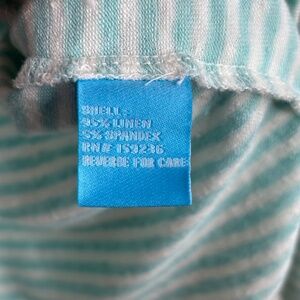 SHELL-
95% LINEN
5% SPANDEX
RN# 159236
REVERSE FOR CARE